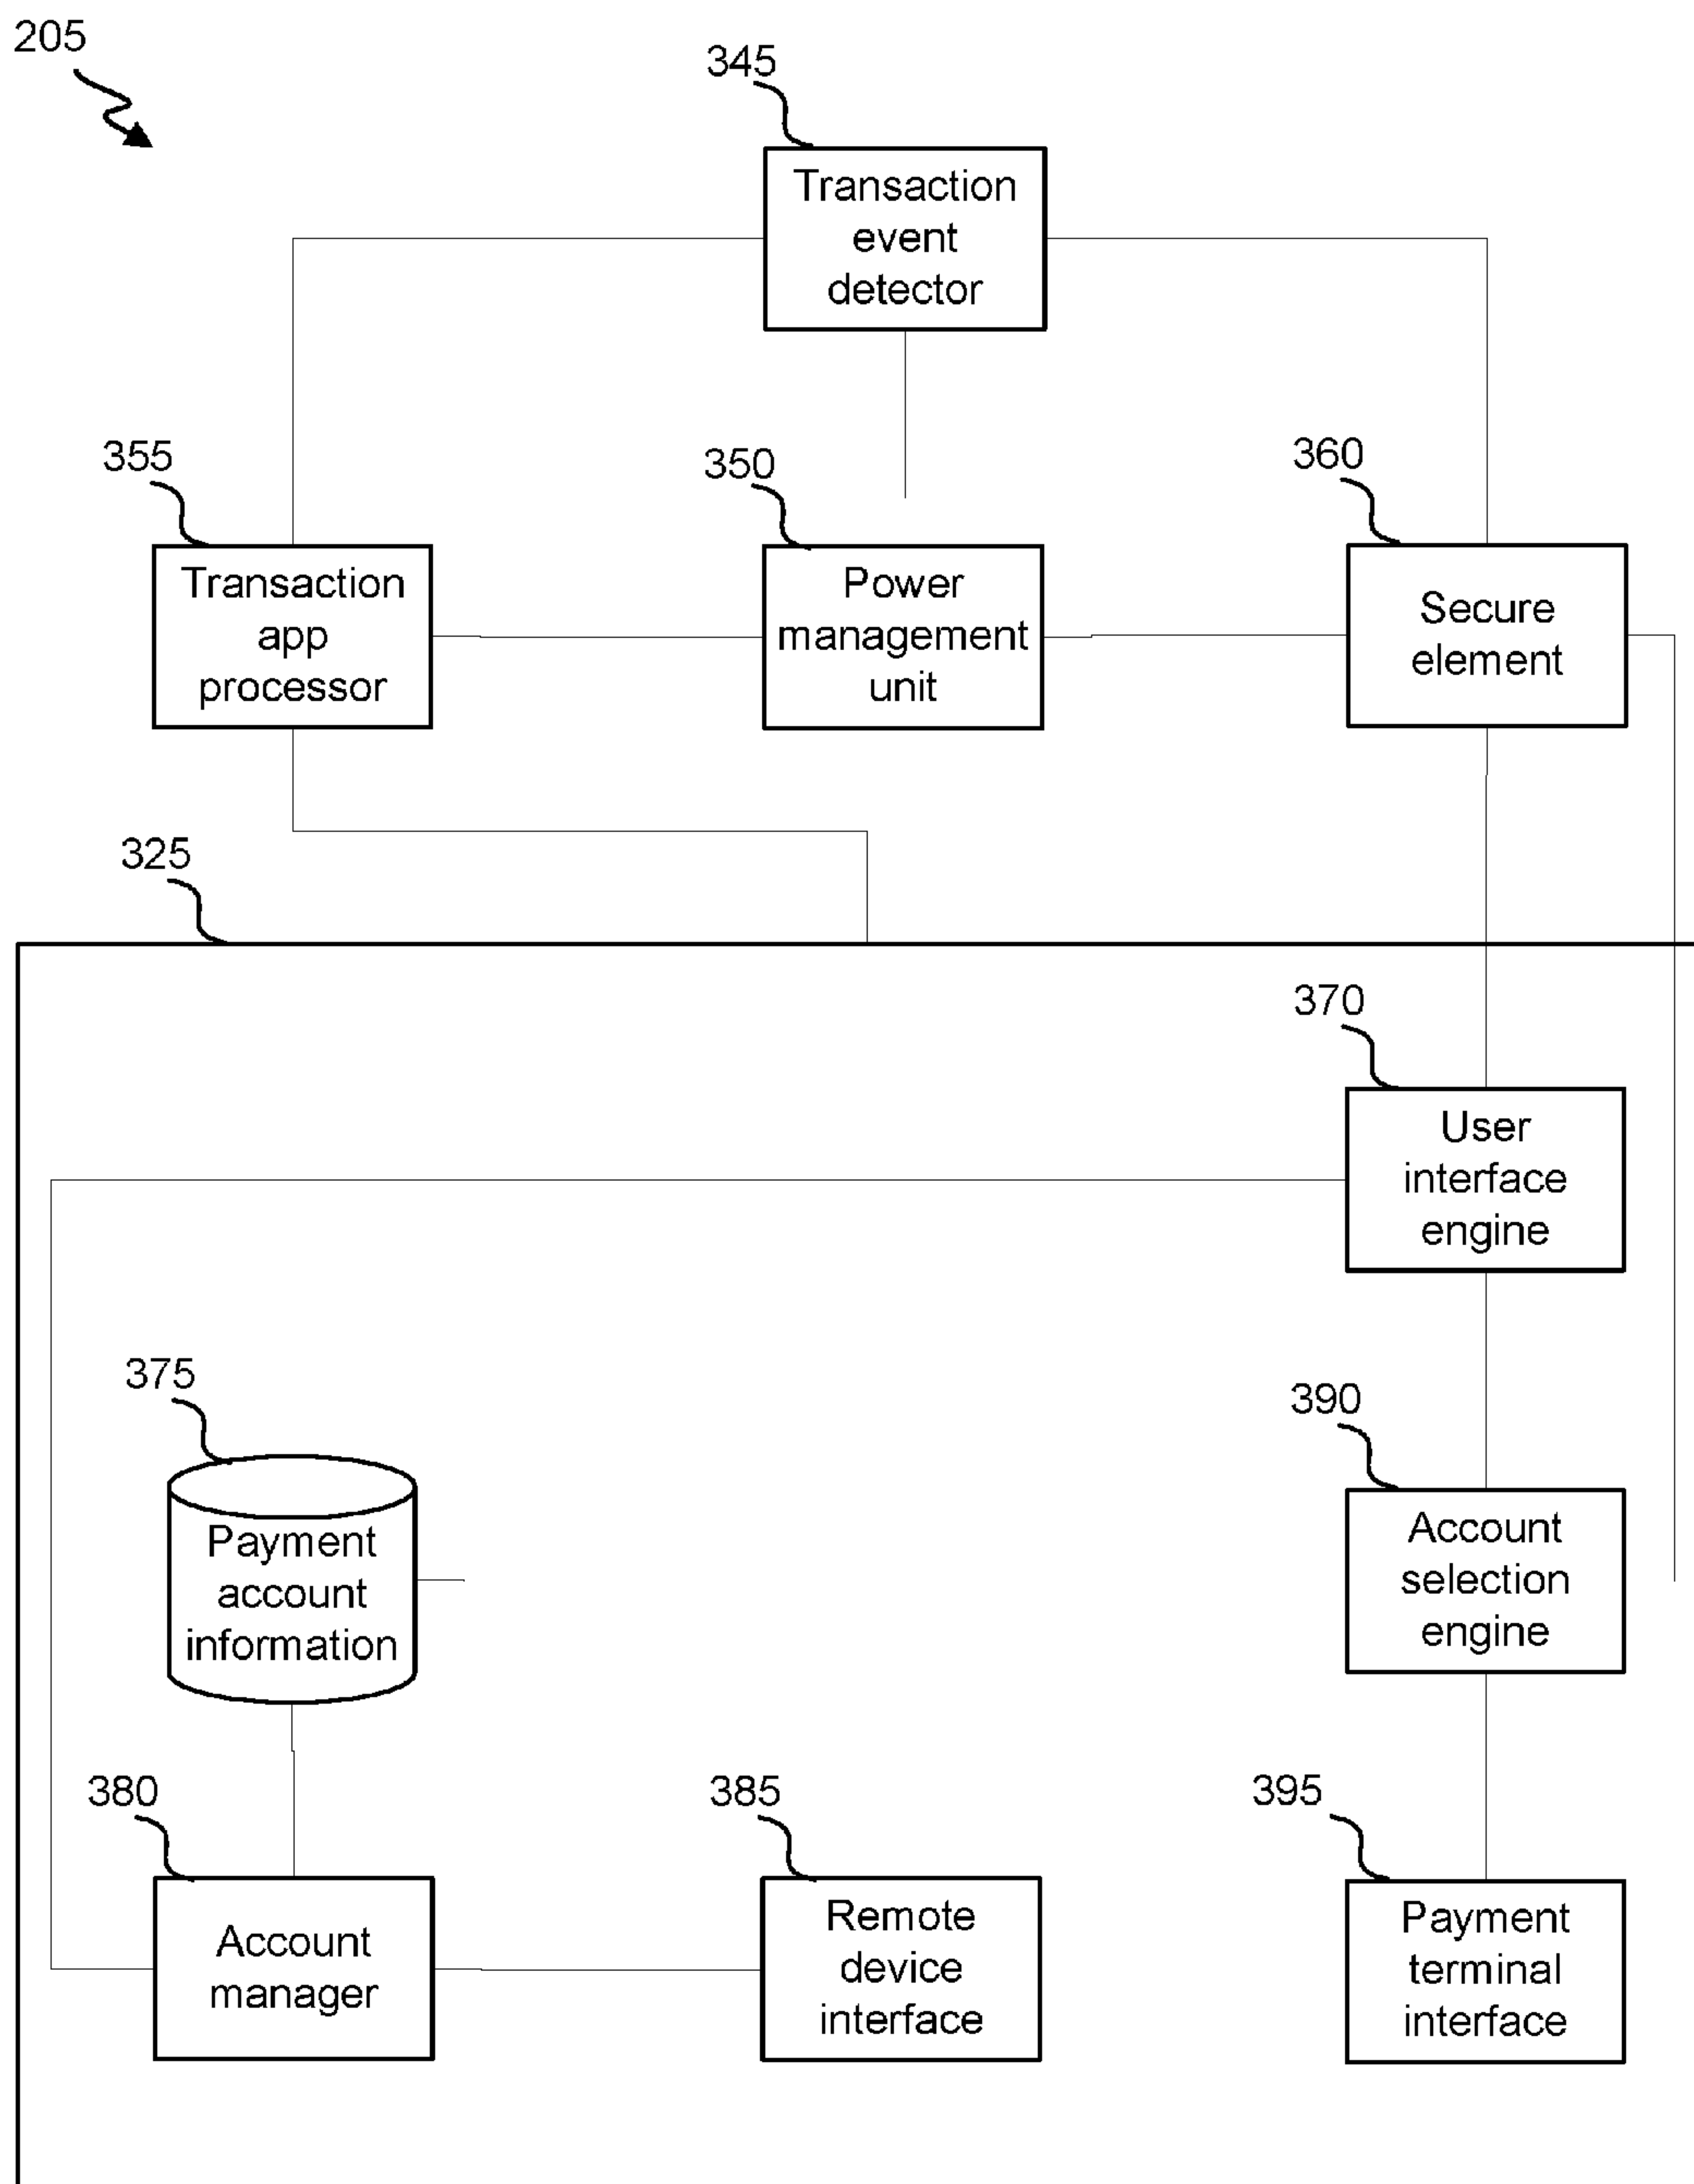 205
345
Transaction
event
detector
355
350
360
Transaction
app
processor
Power
management
unit
Secure
element
325
370
User
interface
engine
375
390
Payment
account
information
Account
selection
engine
380
385
395
Account
manager
Remote
device
interface
Payment
terminal
interface